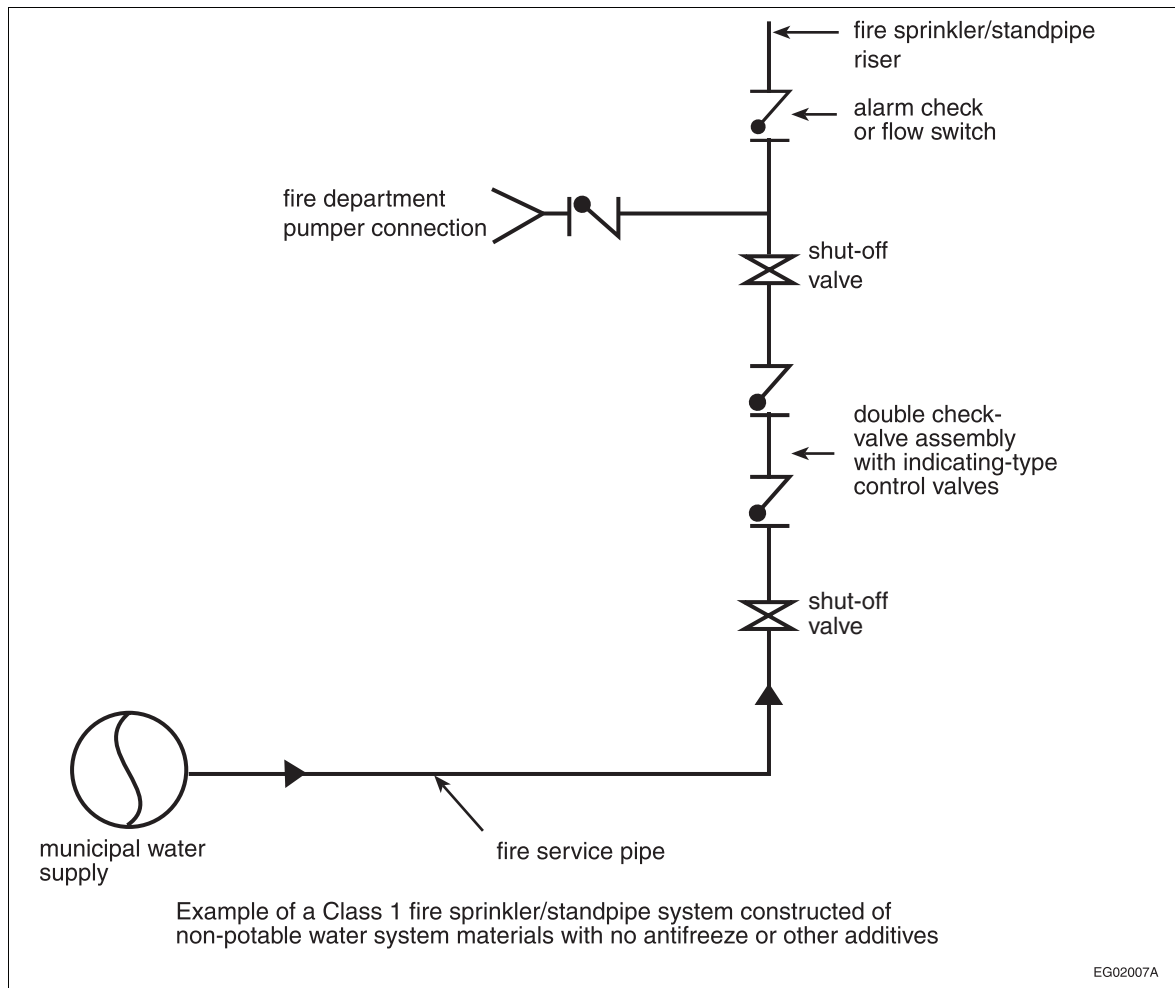 fire sprinkler/standpipe
riser
alarm check
or flow switch
fire department
pumper connection
shut-off
valve
double check-
valve assembly
with indicating-type
control valves
shut-off
valve
municipal water
supply
fire service pipe
Example of a Class 1 fire sprinkler/standpipe system constructed of
non-potable water system materials with no antifreeze or other additives
EG02007A